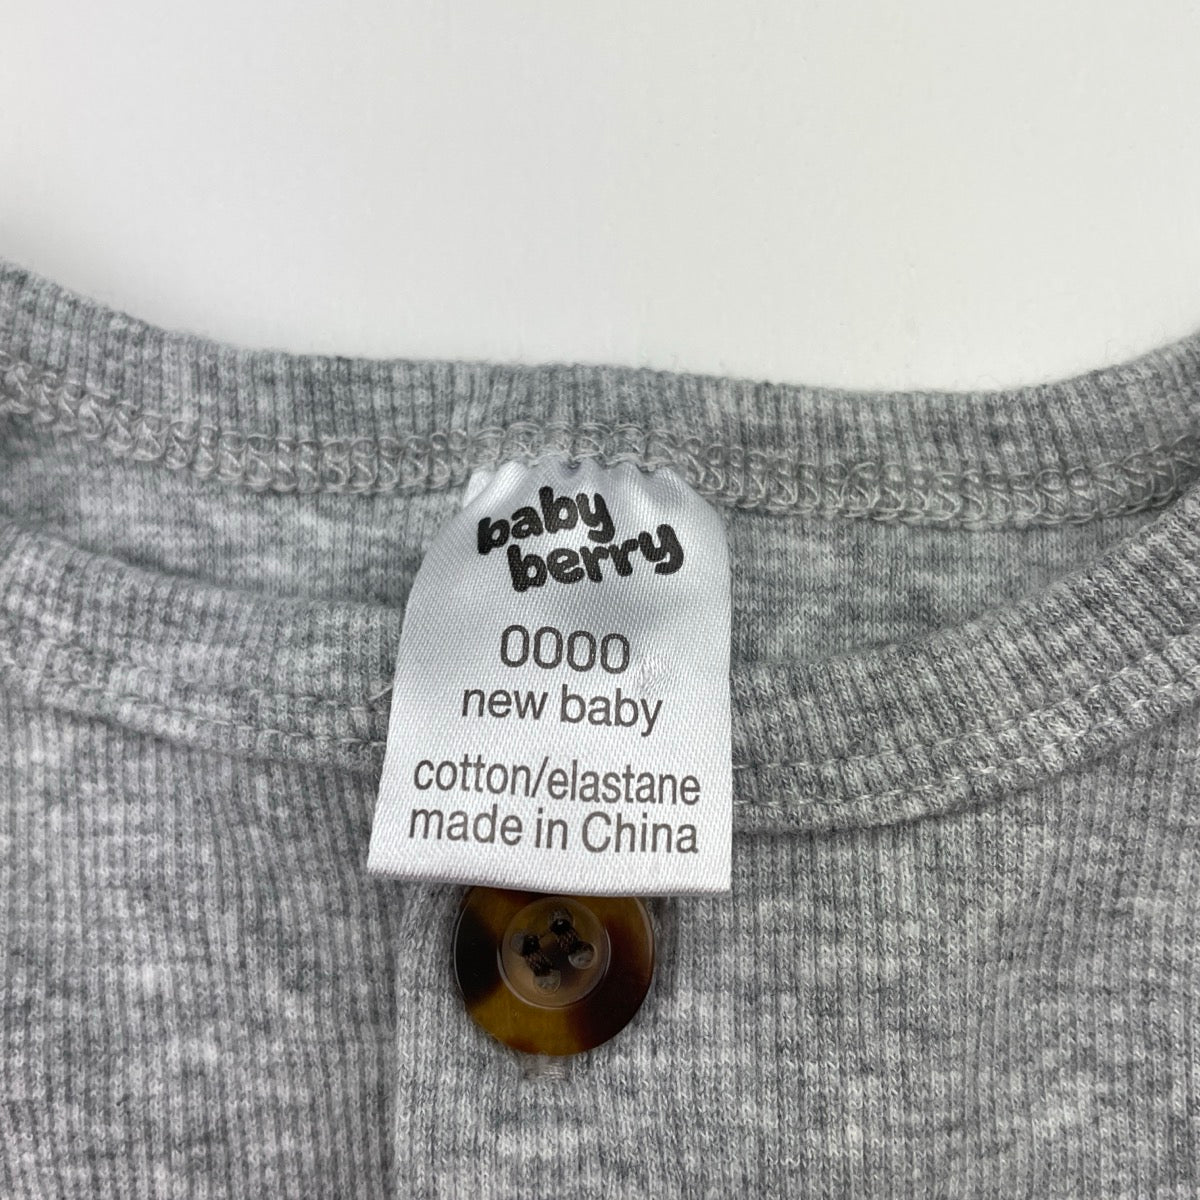 baby
berry
0000
new baby
cotton/elastane
made in China